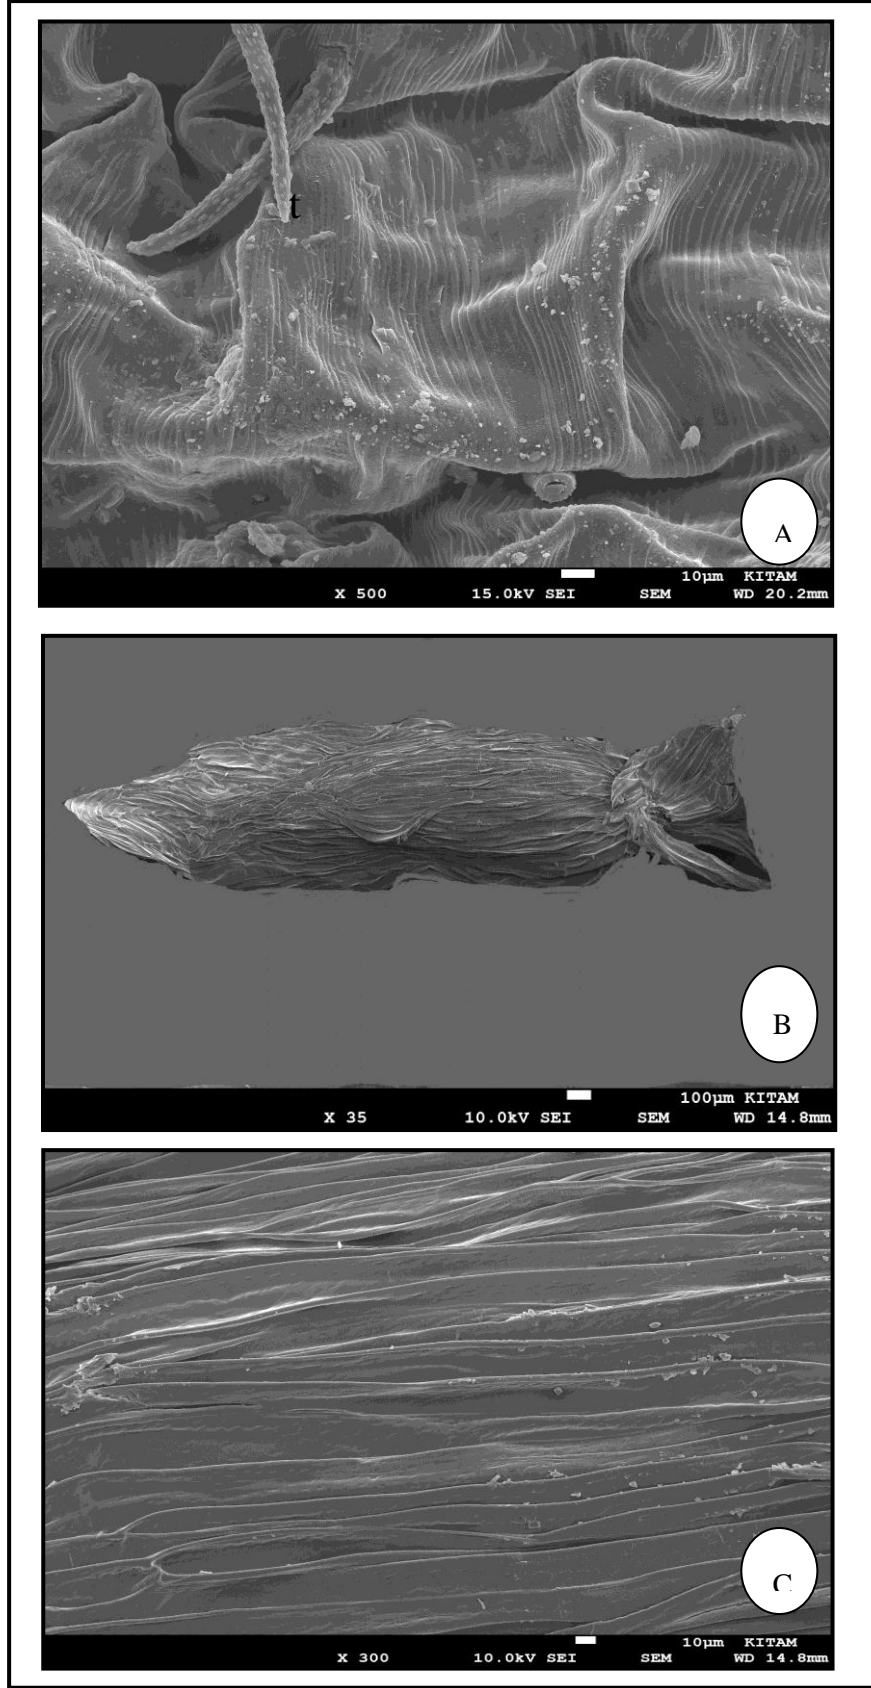 t
A
10µm KITAM
X 500 15.0kV SEI SEM WD 20.2mm
B
100µm KITAM
X 35 10.0kV SEI SEM WD 14.8mm
C
10µm KITAM
X 300 10.0kV SEI SEM WD 14.8mm